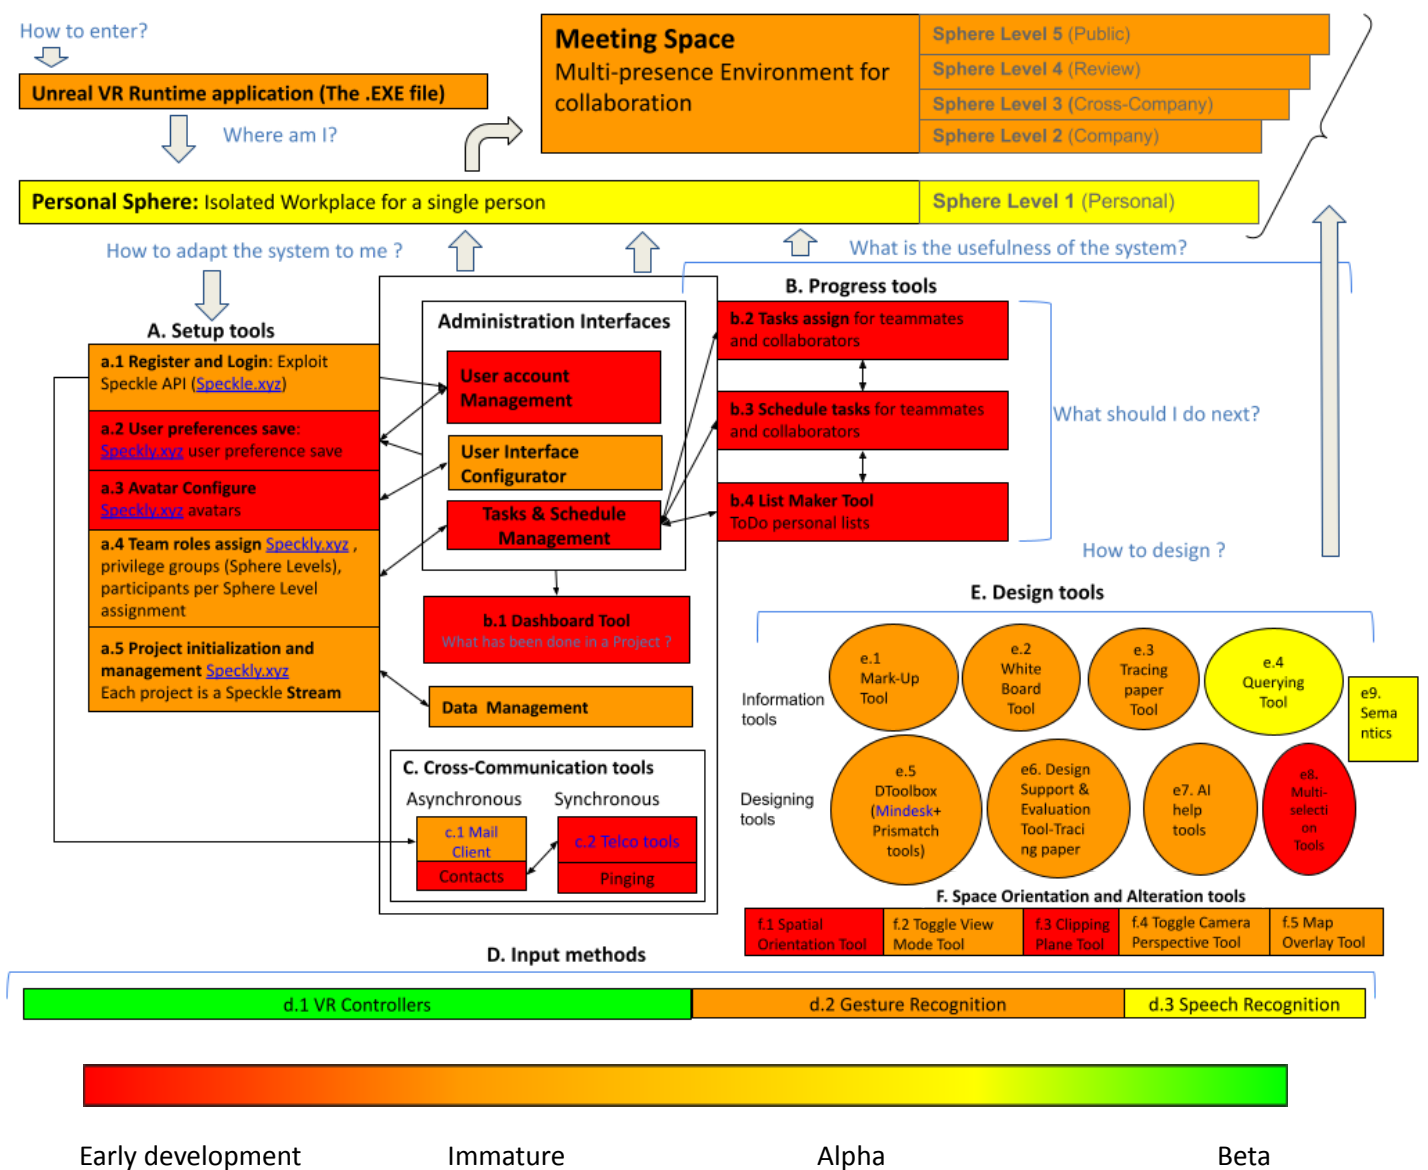 How to enter?
Unreal VR Runtime application (The .EXE file)
Where am I?
Meeting Space
Multi-presence Environment for
collaboration
Sphere Level 5 (Public)
Sphere Level 4 (Review)
Sphere Level 3 (Cross-Company)
Sphere Level 2 (Company)
Personal Sphere: Isolated Workplace for a single person
Sphere Level 1 (Personal)
How to adapt the system to me ?
What is the usefulness of the system?
A. Setup tools
a.1 Register and Login: Exploit
Speckle API (Speckle.xyz)
a.2 User preferences save:
Speckly.xyz user preference save
a.3 Avatar Configure
Speckly.xyz avatars
a.4 Team roles assign Speckly.xyz ,
privilege groups (Sphere Levels),
participants per Sphere Level
assignment
a.5 Project initialization and
management Speckly.xyz
Each project is a Speckle Stream
Administration Interfaces
User account
Management
User Interface
Configurator
Tasks & Schedule
Management
b.1 Dashboard Tool
What has been done in a Project ?
Data Management
C. Cross-Communication tools
Asynchronous
Synchronous
c.1 Mail
Client
Contacts
c.2 Telco tools
Pinging
B. Progress tools
b.2 Tasks assign for teammates
and collaborators
b.3 Schedule tasks for teammates
and collaborators
b.4 List Maker Tool
ToDo personal lists
What should I do next?
How to design ?
E. Design tools
Information
tools
e.1
Mark-Up
Tool
e.2
White
Board
Tool
e.3
Tracing
paper
Tool
e.4
Querying
Tool
e9.
Sema
ntics
Designing
tools
e.5
DToolbox
(Mindesk+
Prismatch
tools)
e6. Design
Support &
Evaluation
Tool-Traci
ng paper
e7. AI
help
tools
e8.
Multi-
selecti
on
Tools
F. Space Orientation and Alteration tools
f.1 Spatial
Orientation Tool
f.2 Toggle View
Mode Tool
f.3 Clipping
Plane Tool
f.4 Toggle Camera
Perspective Tool
f.5 Map
Overlay Tool
D. Input methods
d.1 VR Controllers
d.2 Gesture Recognition
d.3 Speech Recognition
Early development
Immature
Alpha
Beta